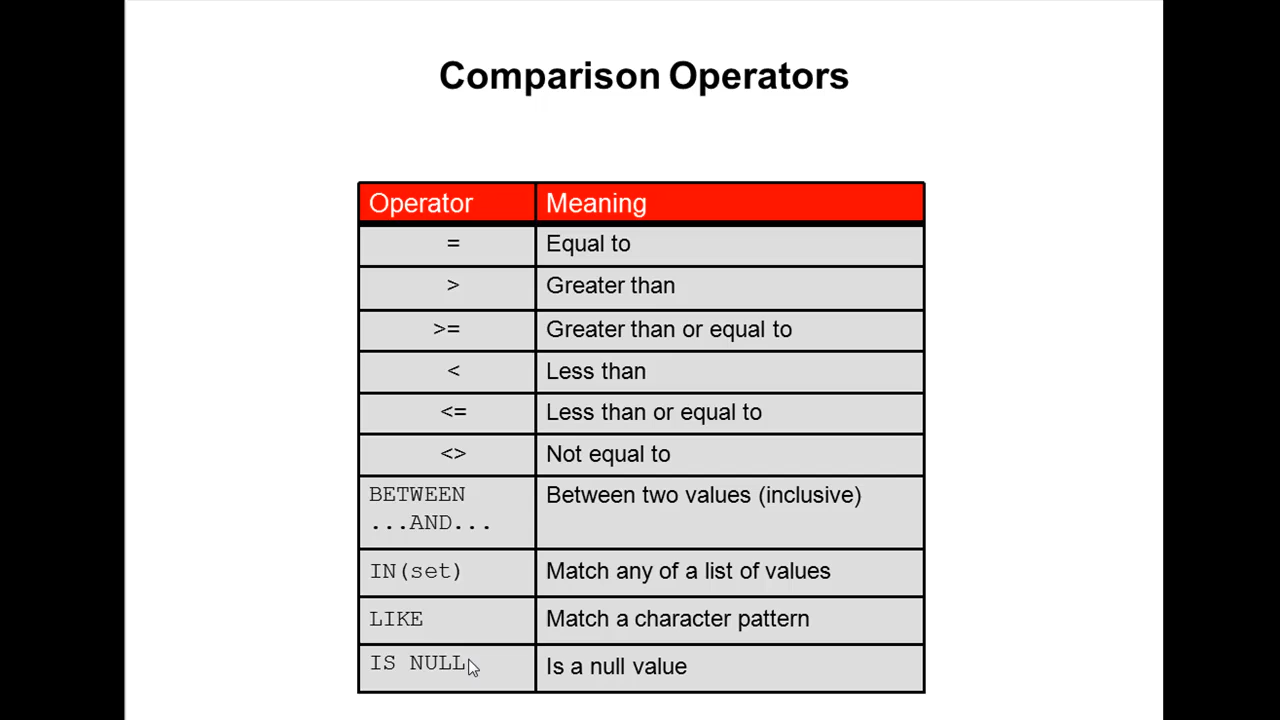 Comparison Operators
Operator Meaning
= Equal to
> Greater than
>= Greater than or equal to
< Less than
<= Less than or equal to
<> Not equal to
BETWEEN Between two values (inclusive)
...AND...
IN(set) Match any of a list of values
LIKE Match a character pattern
IS NULL Is a null value